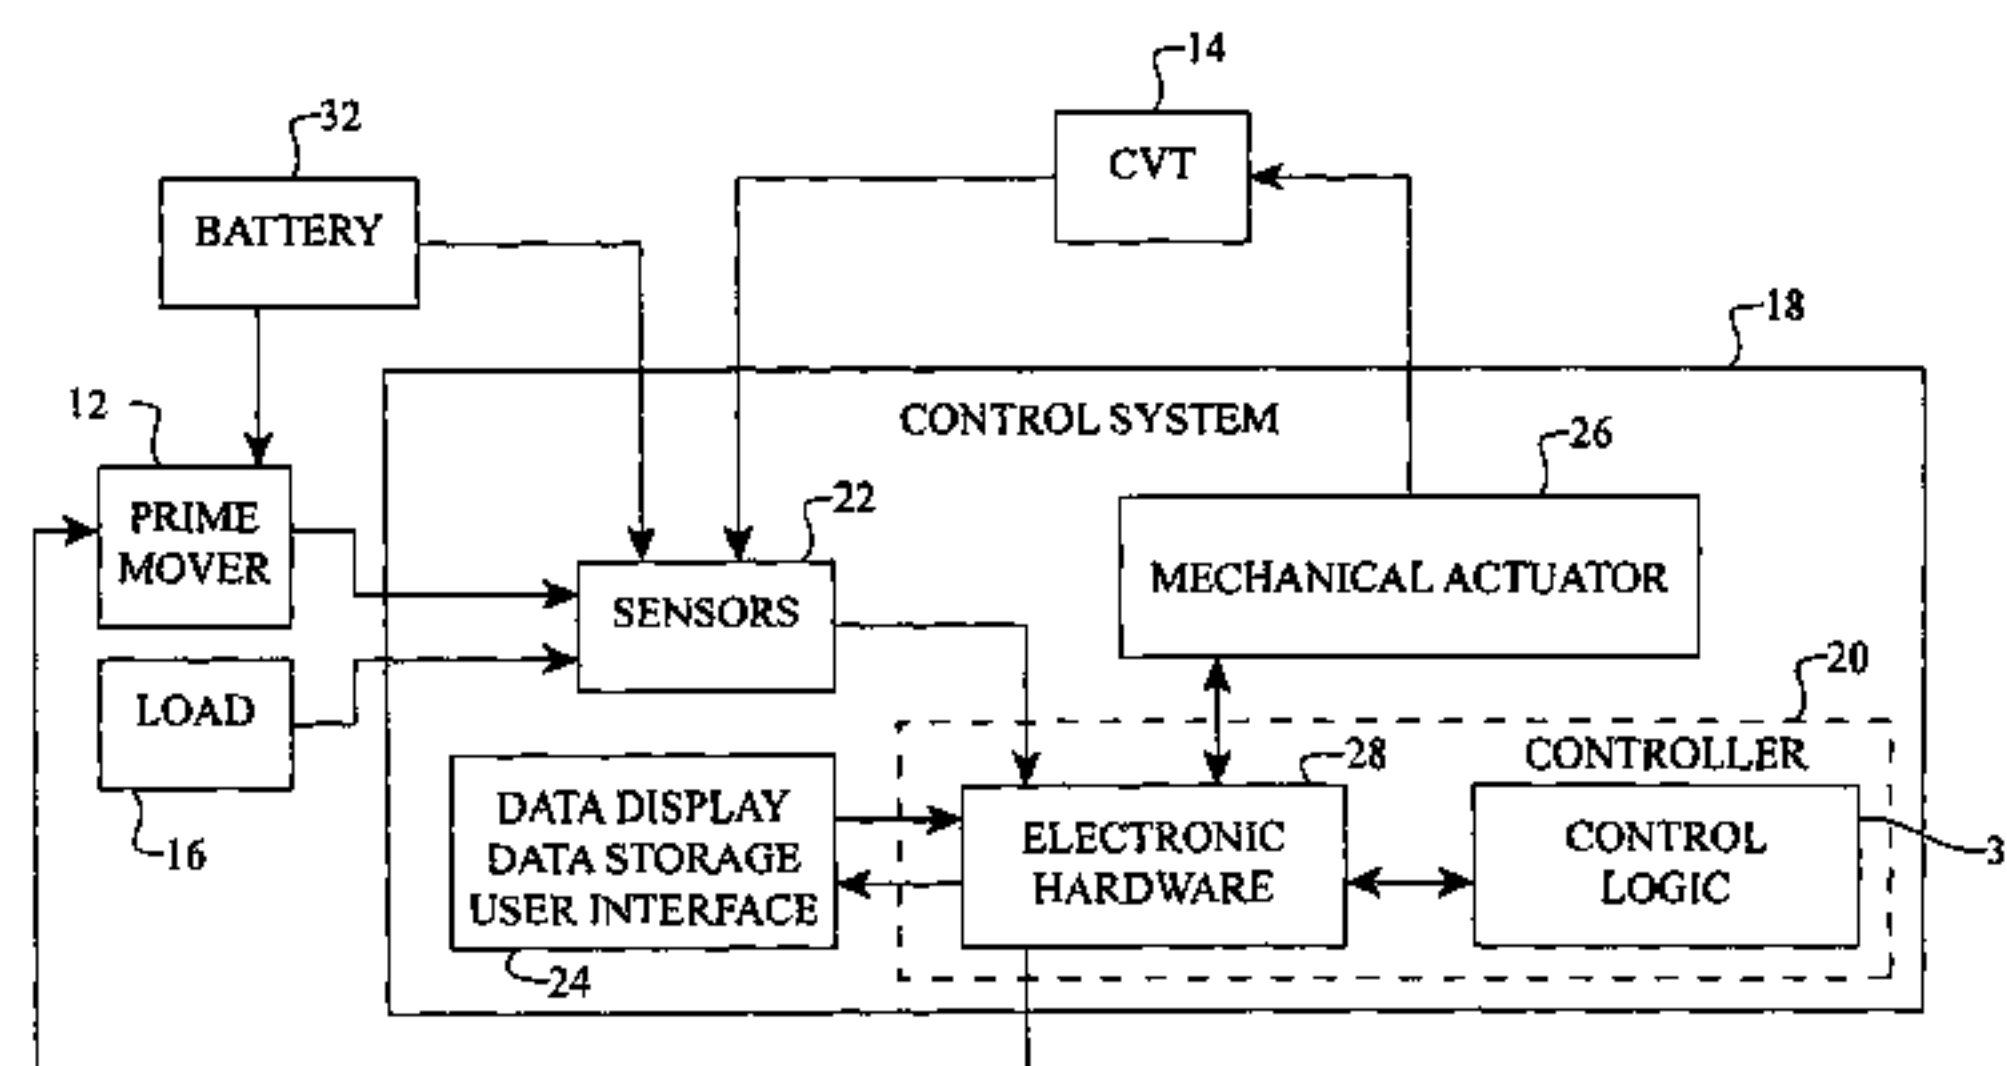 14
32
CVT
BATTERY
18
12
CONTROL SYSTEM
26
PRIME
MOVER
22
SENSORS
MECHANICAL ACTUATOR
20
LOAD
CONTROLLER
28
DATA DISPLAY
DATA STORAGE
USER INTERFACE
ELECTRONIC
HARDWARE
CONTROL
LOGIC
3
16
24